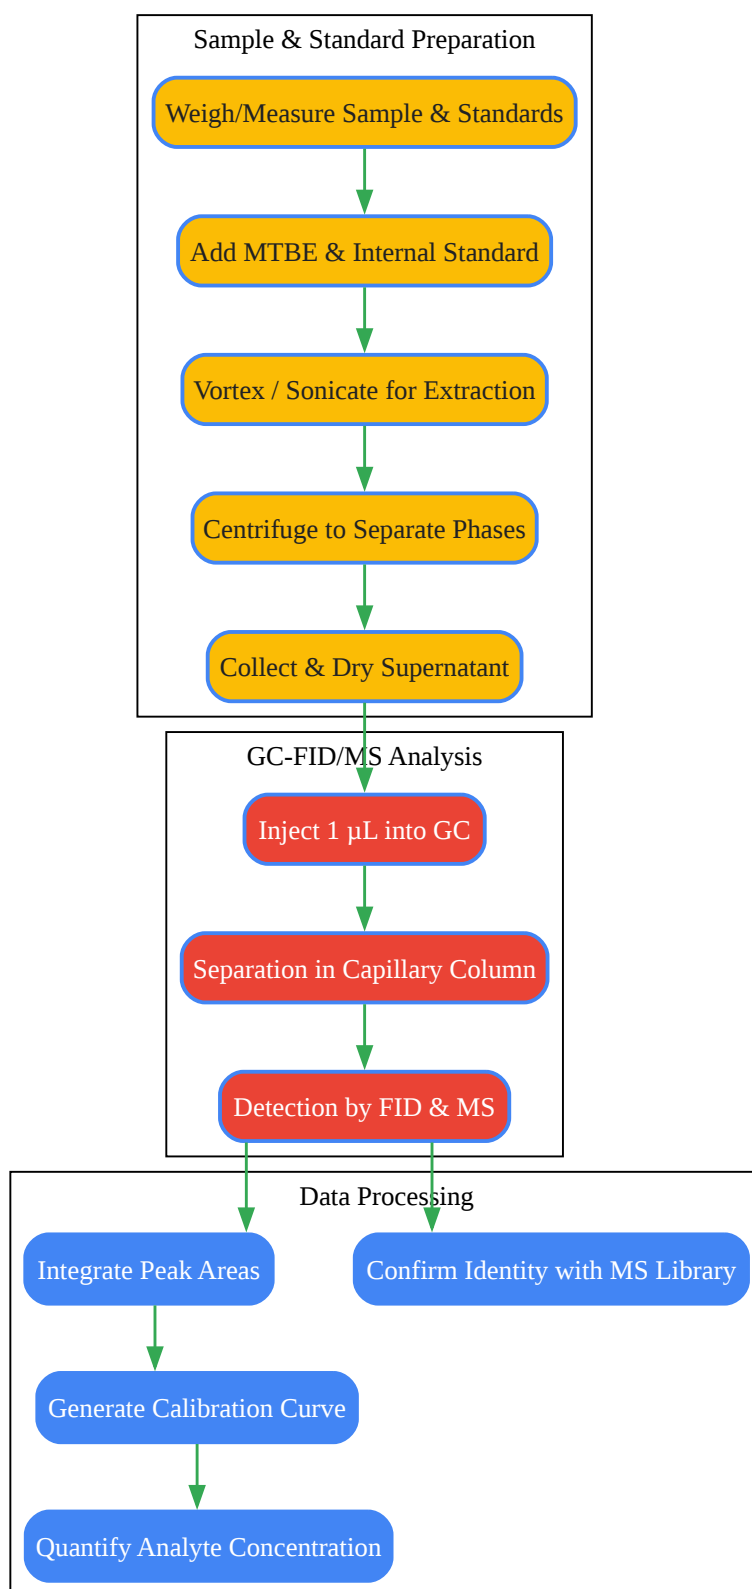 Sample & Standard Preparation
Weigh/Measure Sample & Standards
Add MTBE & Internal Standard
Vortex / Sonicate for Extraction
Centrifuge to Separate Phases
Collect & Dry Supernatant
GC-FID/MS Analysis
Inject 1 µL into GC
Separation in Capillary Column
Detection by FID & MS
Data Processing
Integrate Peak Areas
Confirm Identity with MS Library
Generate Calibration Curve
Quantify Analyte Concentration